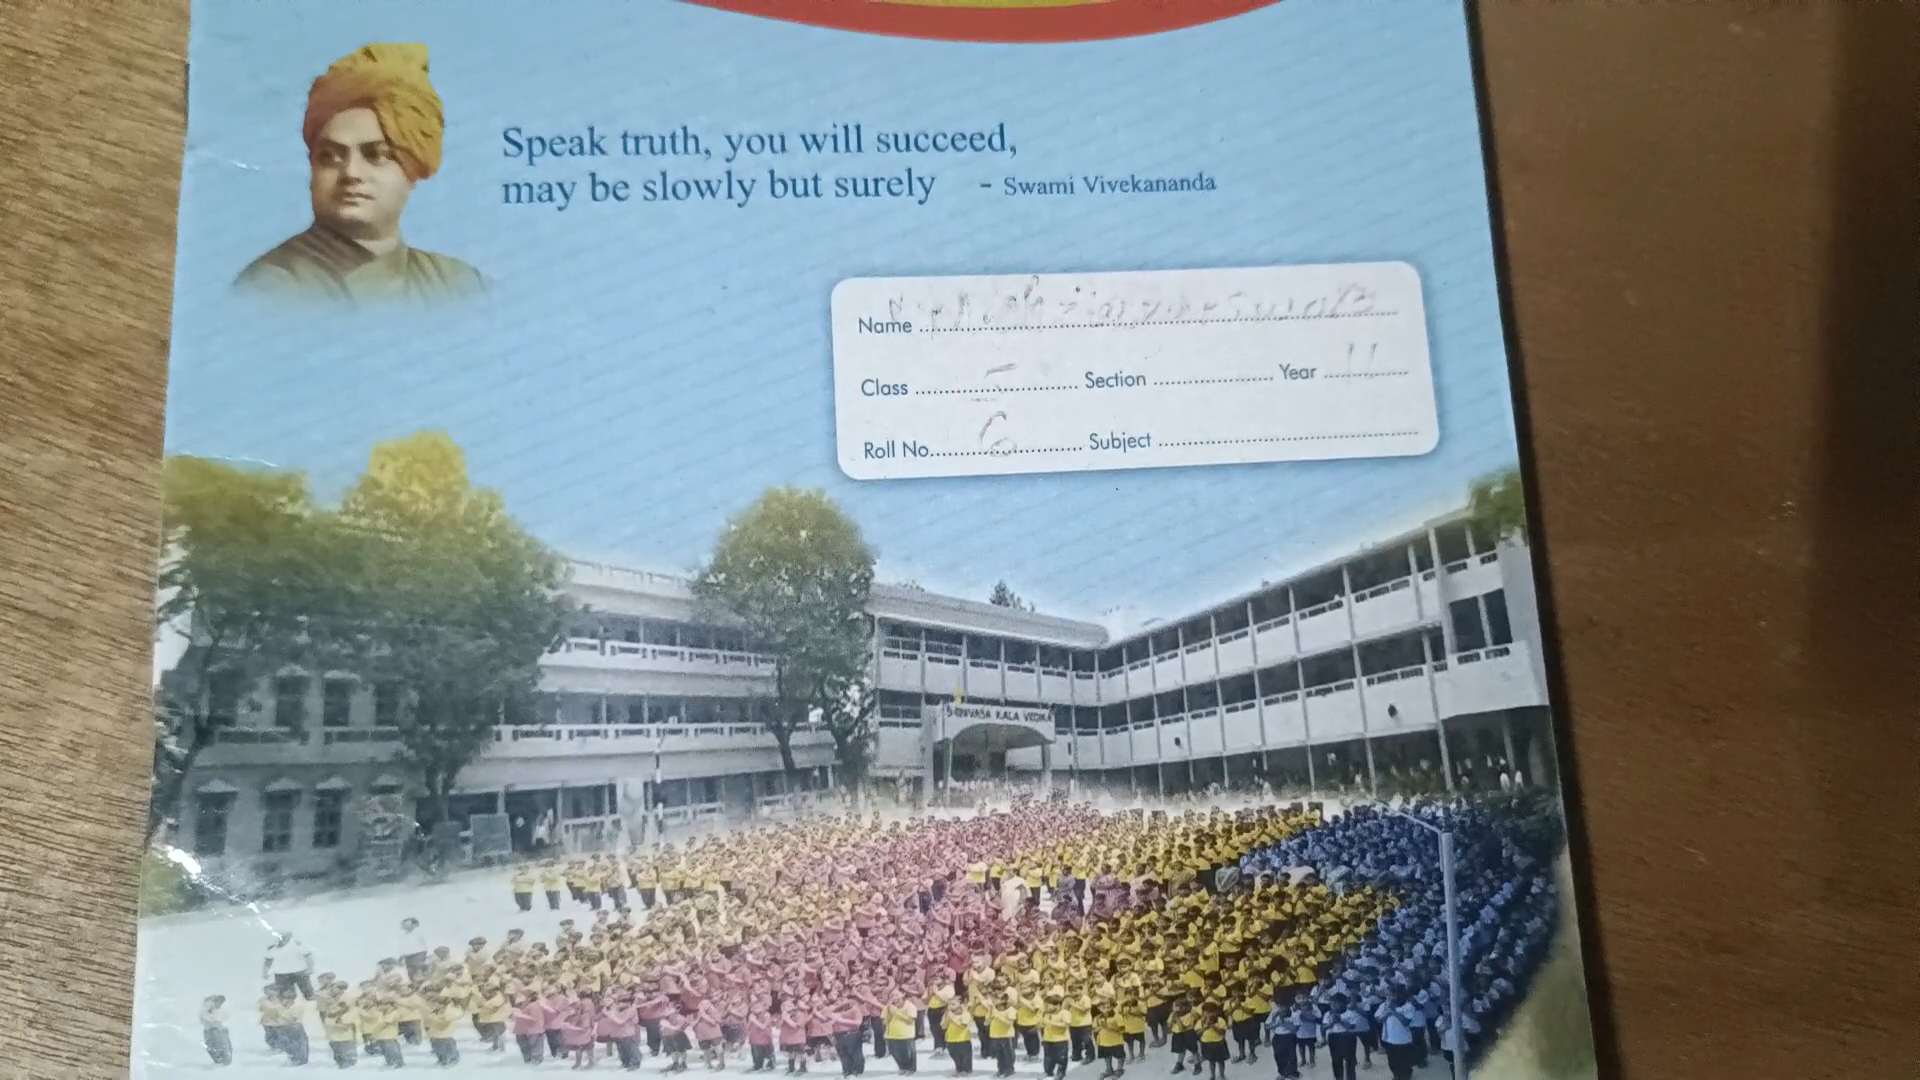 Speak truth, you will succeed,
may be slowly but surely - Swami Vivekananda
Name
Class 5 Section Year 11
Roll No. 6 Subject
KALA VEDIKA